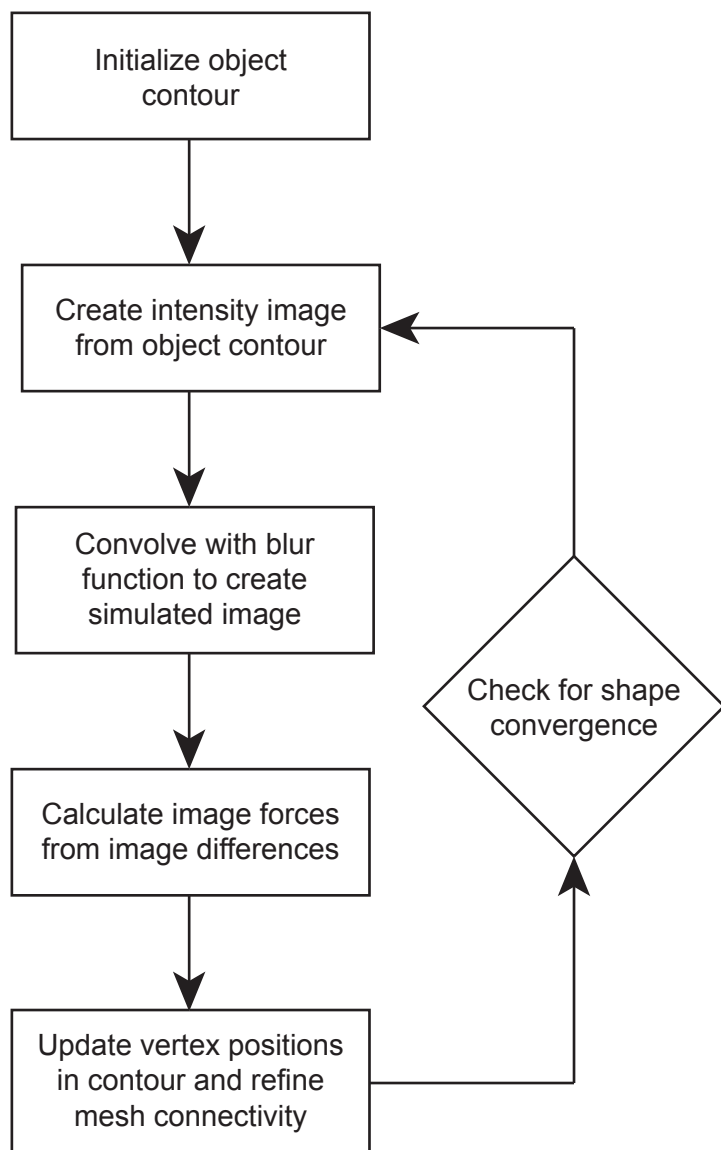 Initialize object
contour
Create intensity image
from object contour
Convolve with blur
function to create
simulated image
Check for shape
convergence
Calculate image forces
from image differences
Update vertex positions
in contour and refine
mesh connectivity